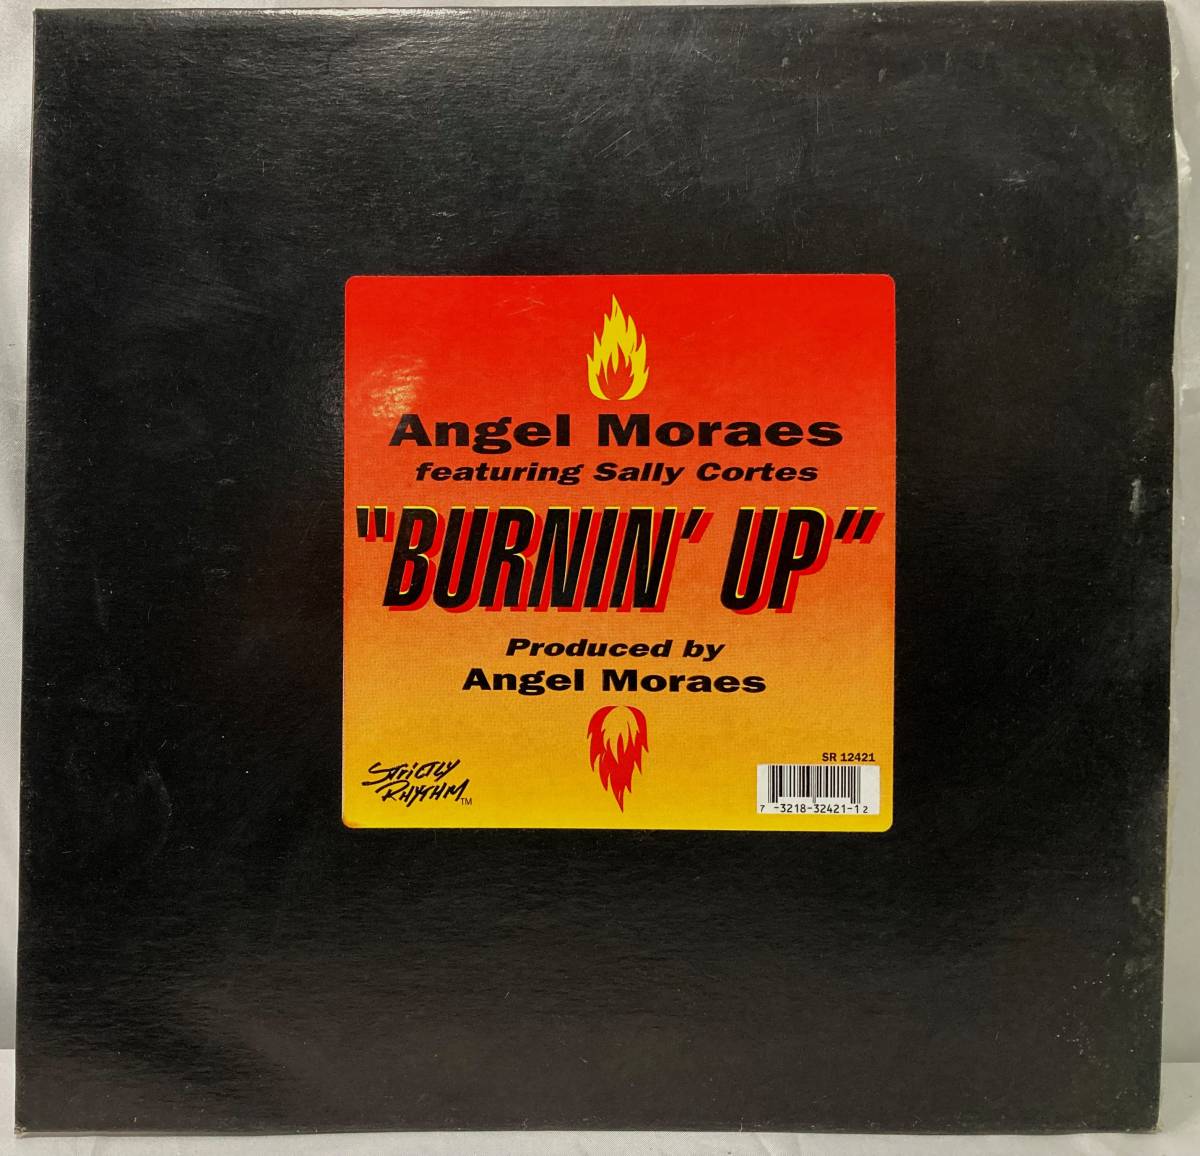 Angel Moraes
featuring Sally Cortes
"BURNIN' UP"
Produced by
Angel Moraes
STRICTLY
RHYTHM TM
SR 12421
7 -3218-32421-1 2